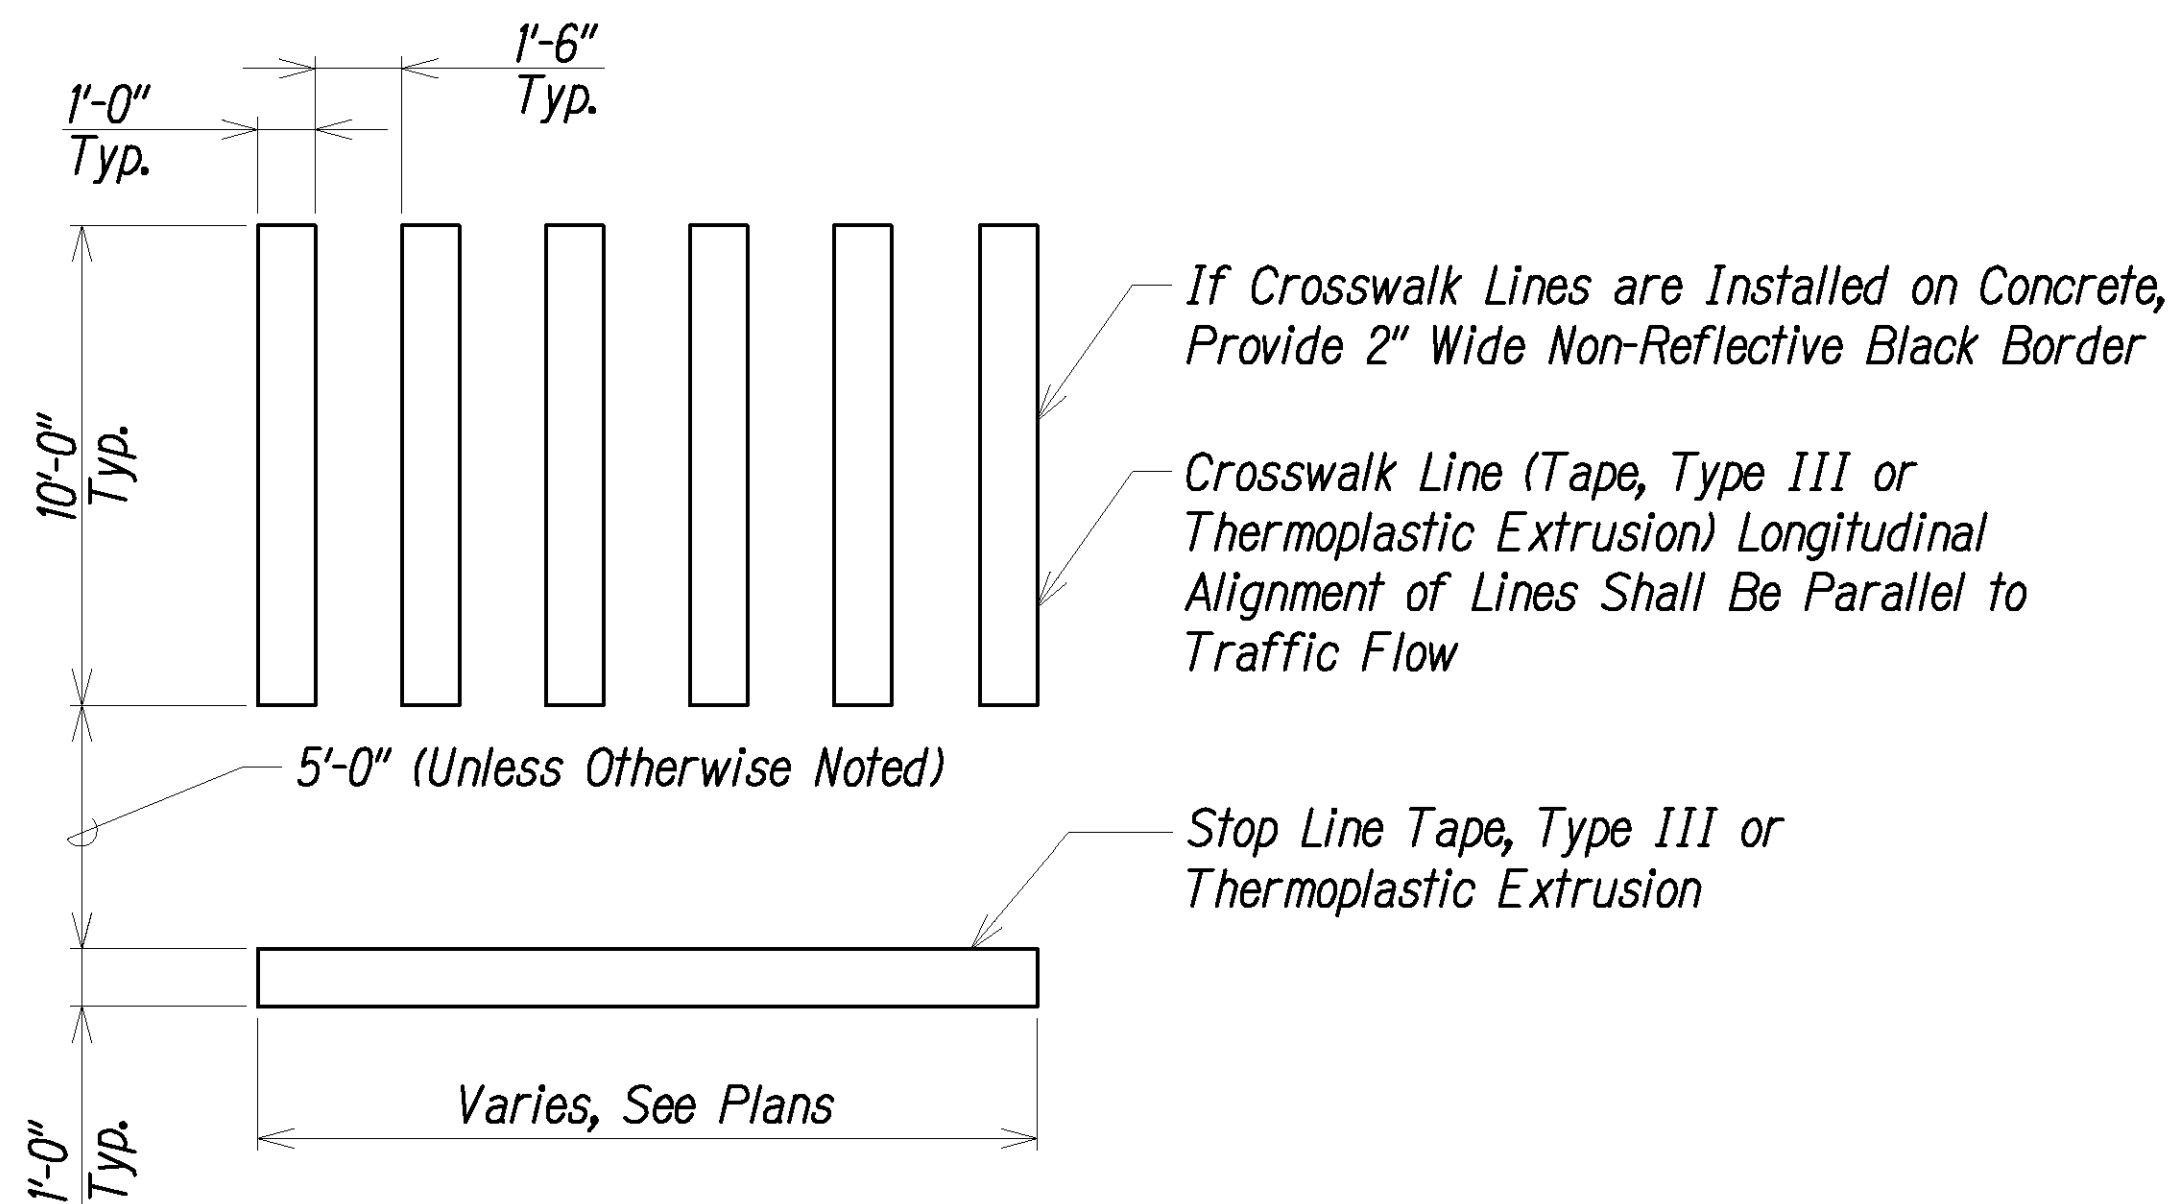 1'-6"
Typ.
1'-0"
Typ.
10'-0"
Typ.
If Crosswalk Lines are Installed on Concrete,
Provide 2" Wide Non-Reflective Black Border
Crosswalk Line (Tape, Type III or
Thermoplastic Extrusion) Longitudinal
Alignment of Lines Shall Be Parallel to
Traffic Flow
5'-0" (Unless Otherwise Noted)
Stop Line Tape, Type III or
Thermoplastic Extrusion
Varies, See Plans
1'-0"
Typ.